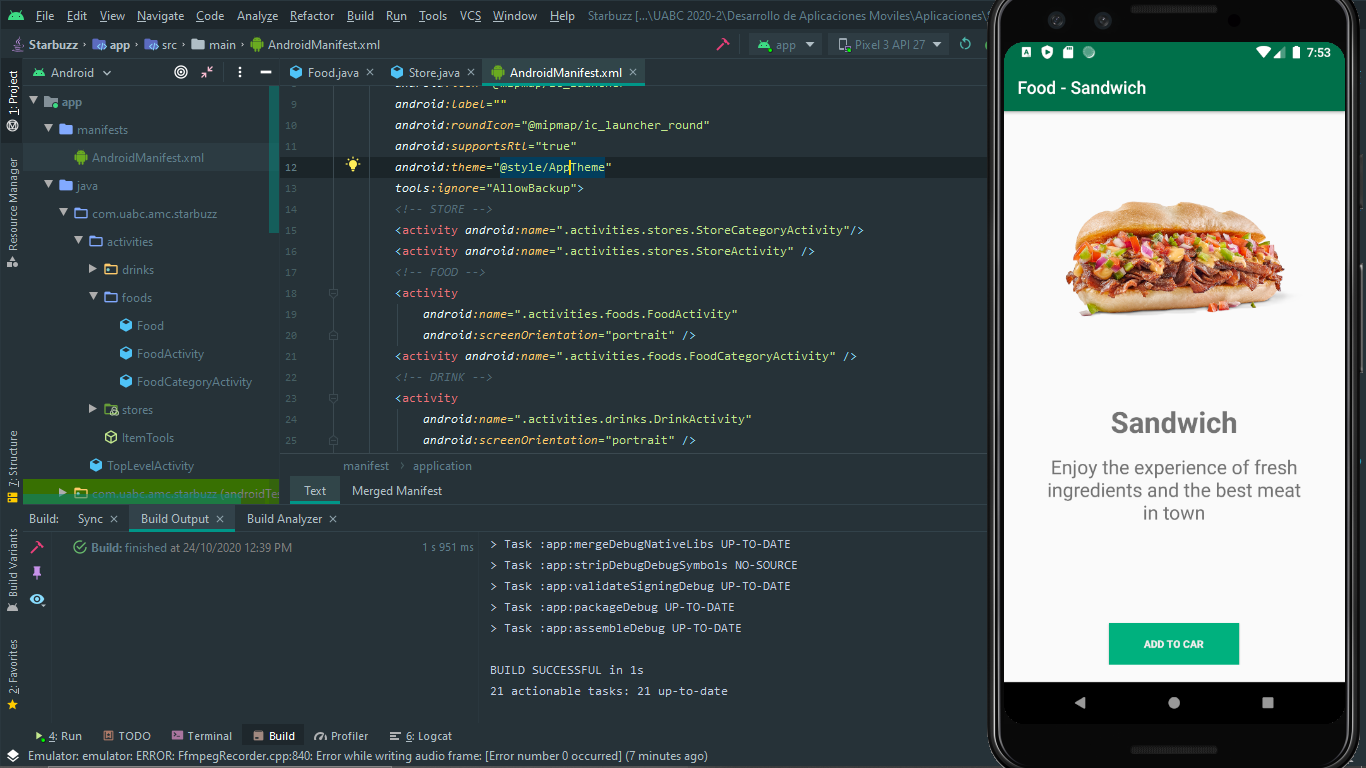 File Edit View Navigate Code Analyze Refactor Build Run Tools VCS Window Help Starbuzz [...\UABC 2020-2\Desarrollo de Aplicaciones Moviles\Aplicaciones\
Starbuzz app src main AndroidManifest.xml app Pixel 3 API 27
Android Food.java Store.java AndroidManifest.xml
1: Project
Resource Manager
7: Structure
Build Variants
2: Favorites
app
manifests
AndroidManifest.xml
java
com.uabc.amc.starbuzz
activities
drinks
foods
Food
FoodActivity
FoodCategoryActivity
stores
ItemTools
TopLevelActivity
com.uabc.amc.starbuzz (androidTe
9 android:label=""
10 android:roundIcon="@mipmap/ic_launcher_round"
11 android:supportsRtl="true"
12 android:theme="@style/AppTheme"
13 tools:ignore="AllowBackup">
14 <!-- STORE -->
15 <activity android:name=".activities.stores.StoreCategoryActivity"/>
16 <activity android:name=".activities.stores.StoreActivity" />
17 <!-- FOOD -->
18 <activity
19 android:name=".activities.foods.FoodActivity"
20 android:screenOrientation="portrait" />
21 <activity android:name=".activities.foods.FoodCategoryActivity" />
22 <!-- DRINK -->
23 <activity
24 android:name=".activities.drinks.DrinkActivity"
25 android:screenOrientation="portrait" />
manifest application
Text Merged Manifest
Build: Sync Build Output Build Analyzer
Build: finished at 24/10/2020 12:39 PM 1 s 951 ms
> Task :app:mergeDebugNativeLibs UP-TO-DATE
> Task :app:stripDebugDebugSymbols NO-SOURCE
> Task :app:validateSigningDebug UP-TO-DATE
> Task :app:packageDebug UP-TO-DATE
> Task :app:assembleDebug UP-TO-DATE
BUILD SUCCESSFUL in 1s
21 actionable tasks: 21 up-to-date
4: Run TODO Terminal Build Profiler 6: Logcat
Emulator: emulator: ERROR: FfmpegRecorder.cpp:840: Error while writing audio frame: [Error number 0 occurred] (7 minutes ago)
7:53
Food - Sandwich
Sandwich
Enjoy the experience of fresh
ingredients and the best meat
in town
ADD TO CAR